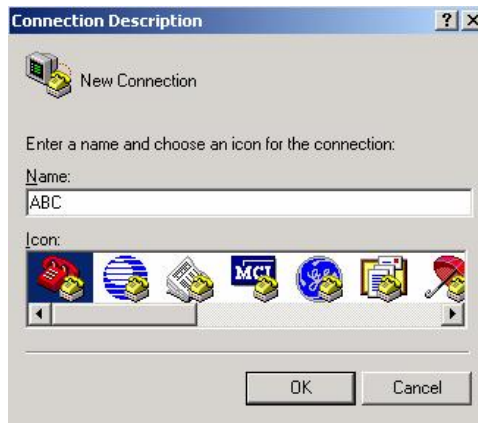 Connection Description
New Connection
Enter a name and choose an icon for the connection:
Name:
ABC
Icon:
MCI
OK Cancel